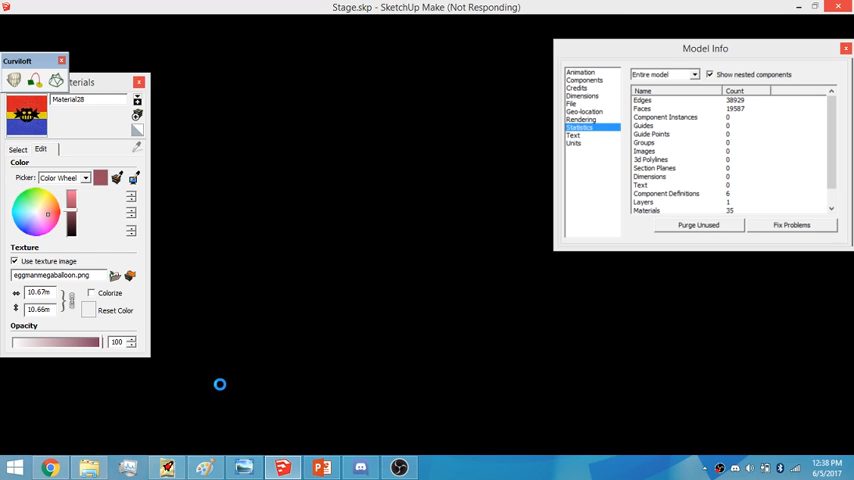 Stage.skp - SketchUp Make (Not Responding)
Curviloft
terials
Material28
Select Edit
Color
Picker: Color Wheel
Texture
Use texture image
eggmanmegaballoon.png
10.67m
Colorize
10.66m
Reset Color
Opacity
100
Model Info
Animation
Components
Credits
Dimensions
File
Geo-location
Rendering
Statistics
Text
Units
Entire model
Show nested components
Name Count
Edges 38929
Faces 19587
Component Instances 0
Guides 0
Guide Points 0
Groups 0
Images 0
3d Polylines 0
Section Planes 0
Dimensions 0
Text 0
Component Definitions 6
Layers 1
Materials 35
Purge Unused Fix Problems
12:38 PM
6/5/2017